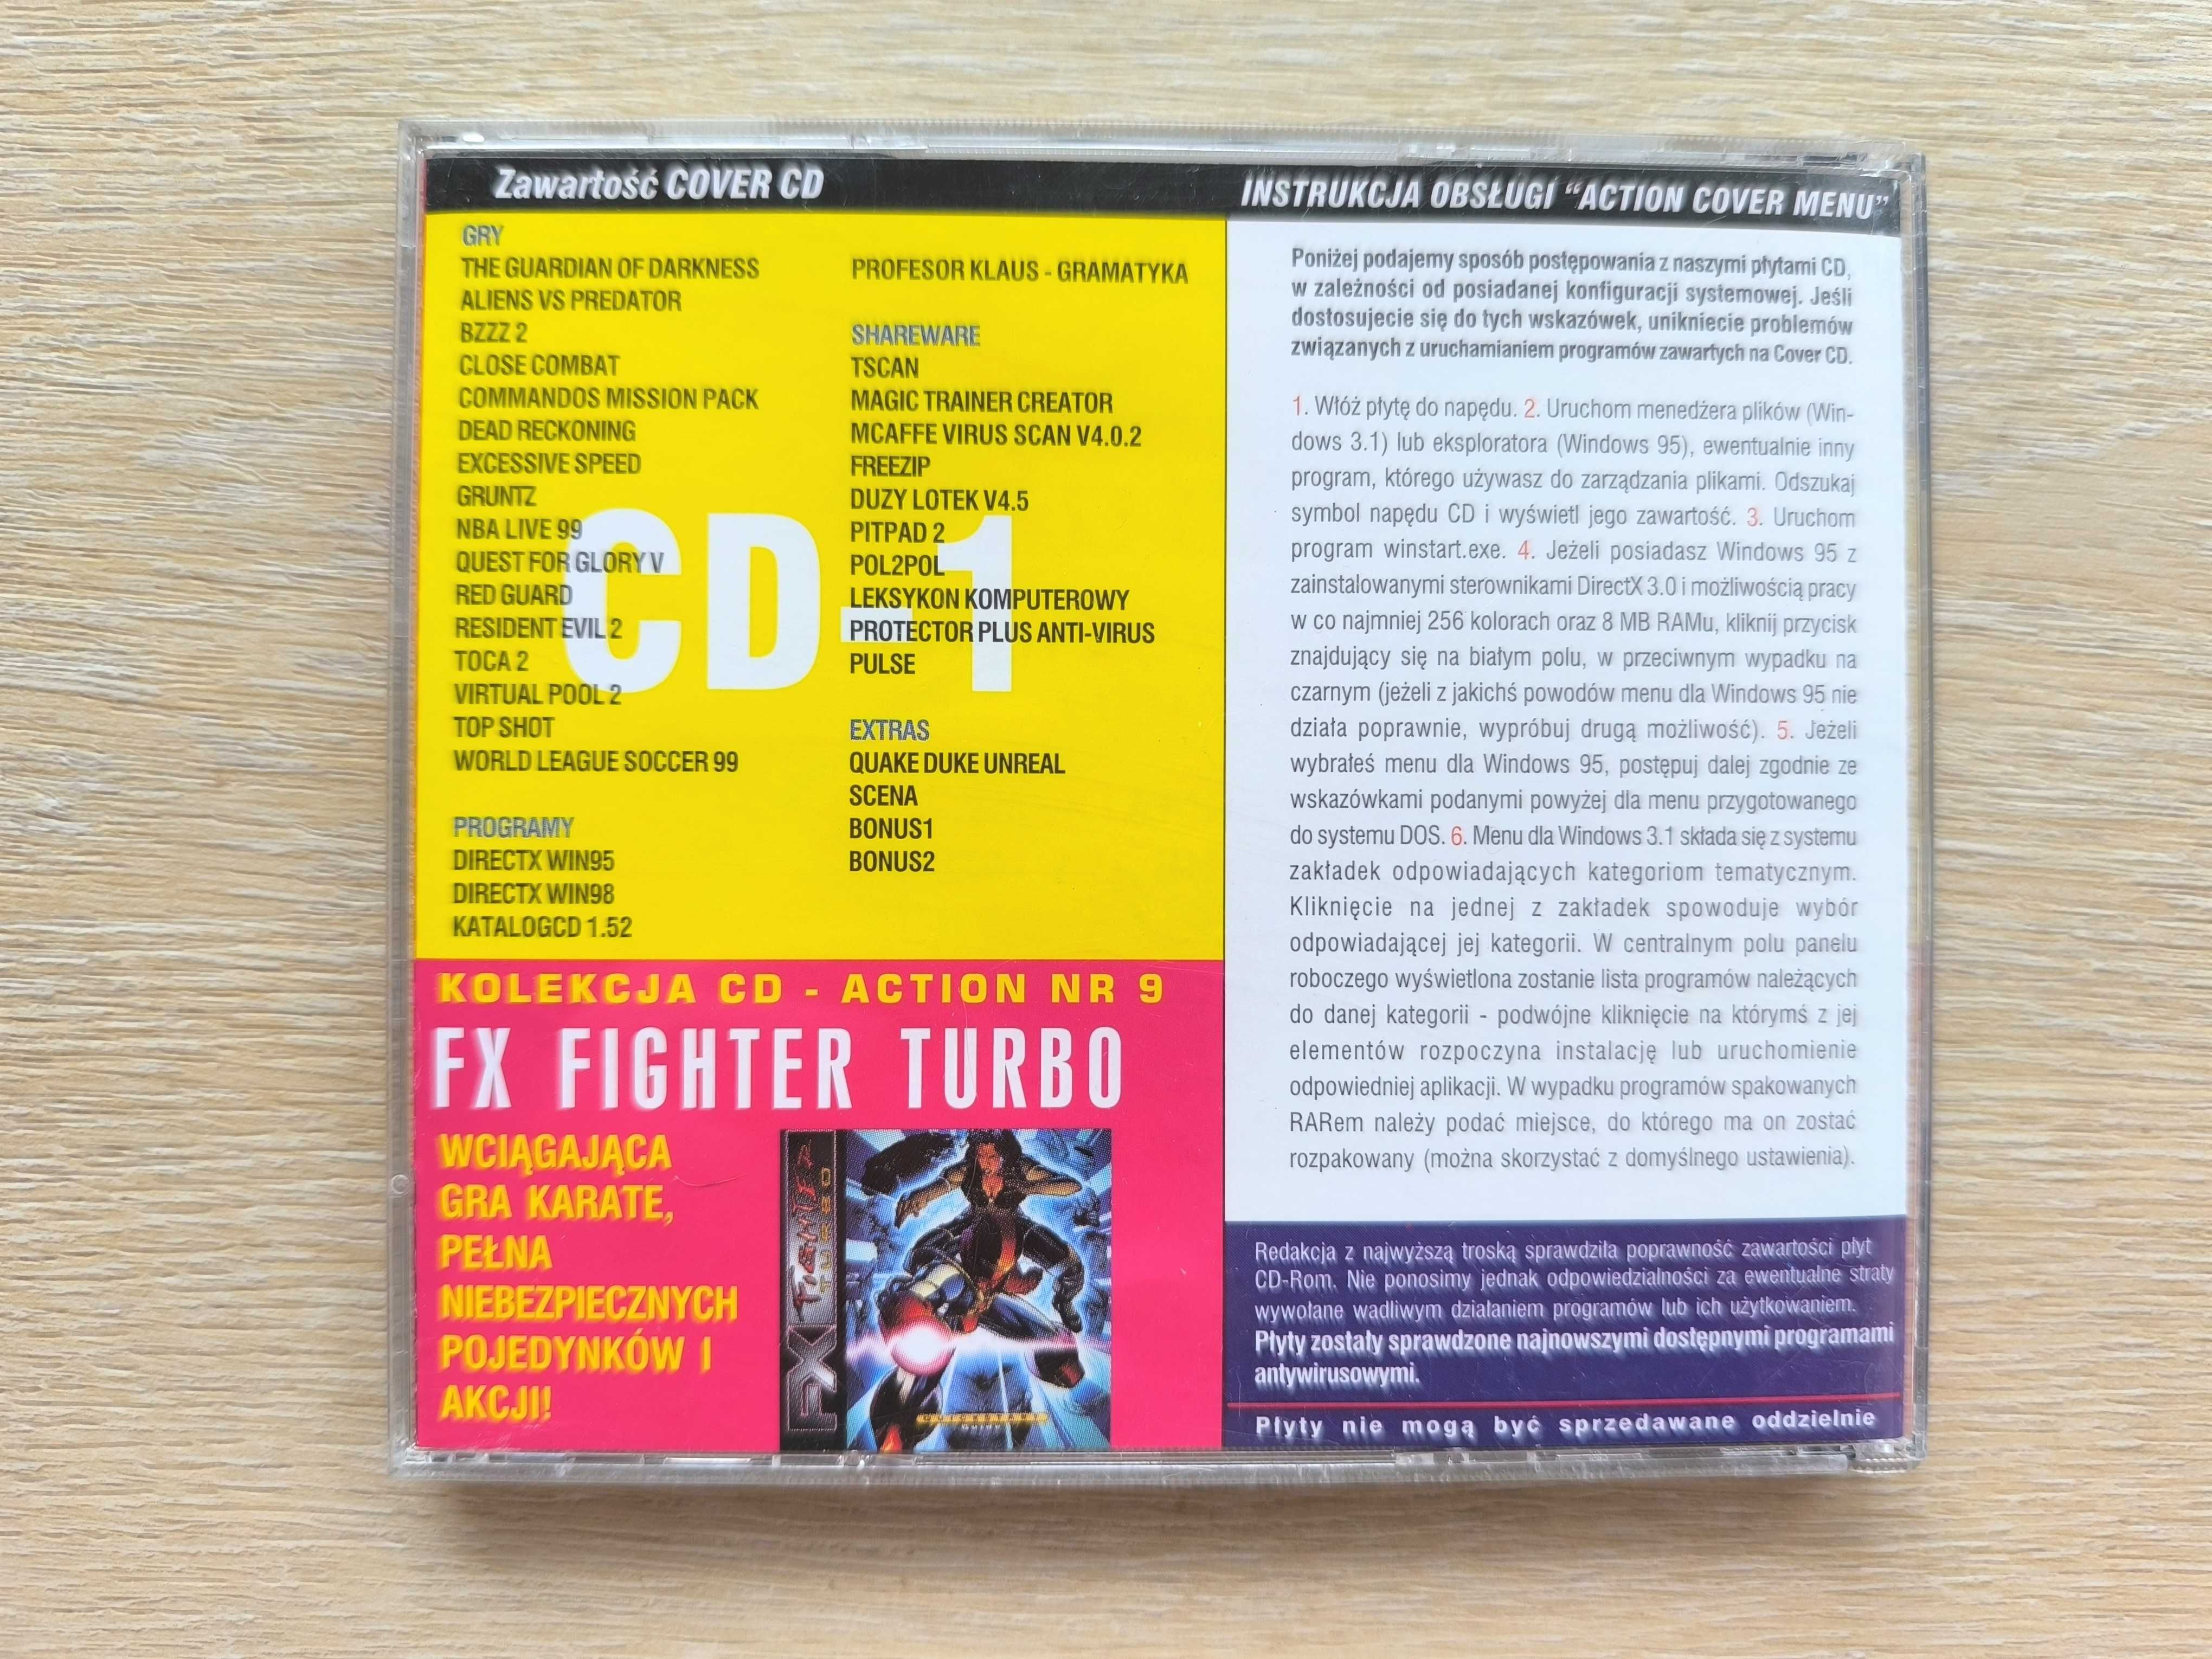 Zawartość COVER CD
GRY
THE GUARDIAN OF DARKNESS
ALIENS VS PREDATOR
BZZZ 2
CLOSE COMBAT
COMMANDOS MISSION PACK
DEAD RECKONING
EXCESSIVE SPEED
GRUNTZ
NBA LIVE 99
QUEST FOR GLORY V
RED GUARD
RESIDENT EVIL 2
TOCA 2
VIRTUAL POOL 2
TOP SHOT
WORLD LEAGUE SOCCER 99
PROGRAMY
DIRECTX WIN95
DIRECTX WIN98
KATALOGCD 1.52
PROFESOR KLAUS - GRAMATYKA
SHAREWARE
TSCAN
MAGIC TRAINER CREATOR
MCAFFE VIRUS SCAN V4.0.2
FREEZIP
DUZY LOTEK V4.5
PITPAD 2
POL2POL
LEKSYKON KOMPUTEROWY
PROTECTOR PLUS ANTI-VIRUS
PULSE
EXTRAS
QUAKE DUKE UNREAL
SCENA
BONUS1
BONUS2
CD-1
KOLEKCJA CD - ACTION NR 9
FX FIGHTER TURBO
WCIĄGAJĄCA
GRA KARATE,
PEŁNA
NIEBEZPIECZNYCH
POJEDYNKÓW I
AKCJI!
FX FIGHTER TURBO
QUICKSTART
GUIDE
INSTRUKCJA OBSŁUGI “ACTION COVER MENU”
Poniżej podajemy sposób postępowania z naszymi płytami CD,
w zależności od posiadanej konfiguracji systemowej. Jeśli
dostosujecie się do tych wskazówek, unikniecie problemów
związanych z uruchamianiem programów zawartych na Cover CD.
1. Włóż płytę do napędu. 2. Uruchom menedżera plików (Win-
dows 3.1) lub eksploratora (Windows 95), ewentualnie inny
program, którego używasz do zarządzania plikami. Odszukaj
symbol napędu CD i wyświetl jego zawartość. 3. Uruchom
program winstart.exe. 4. Jeżeli posiadasz Windows 95 z
zainstalowanymi sterownikami DirectX 3.0 i możliwością pracy
w co najmniej 256 kolorach oraz 8 MB RAMu, kliknij przycisk
znajdujący się na białym polu, w przeciwnym wypadku na
czarnym (jeżeli z jakichś powodów menu dla Windows 95 nie
działa poprawnie, wypróbuj drugą możliwość). 5. Jeżeli
wybrałeś menu dla Windows 95, postępuj dalej zgodnie ze
wskazówkami podanymi powyżej dla menu przygotowanego
do systemu DOS. 6. Menu dla Windows 3.1 składa się z systemu
zakładek odpowiadających kategoriom tematycznym.
Kliknięcie na jednej z zakładek spowoduje wybór
odpowiadającej jej kategorii. W centralnym polu panelu
roboczego wyświetlona zostanie lista programów należących
do danej kategorii - podwójne kliknięcie na którymś z jej
elementów rozpoczyna instalację lub uruchomienie
odpowiedniej aplikacji. W wypadku programów spakowanych
RARem należy podać miejsce, do którego ma on zostać
rozpakowany (można skorzystać z domyślnego ustawienia).
Redakcja z najwyższą troską sprawdziła poprawność zawartości płyt
CD-Rom. Nie ponosimy jednak odpowiedzialności za ewentualne straty
wywołane wadliwym działaniem programów lub ich użytkowaniem.
Płyty zostały sprawdzone najnowszymi dostępnymi programami
antywirusowymi.
Płyty nie mogą być sprzedawane oddzielnie